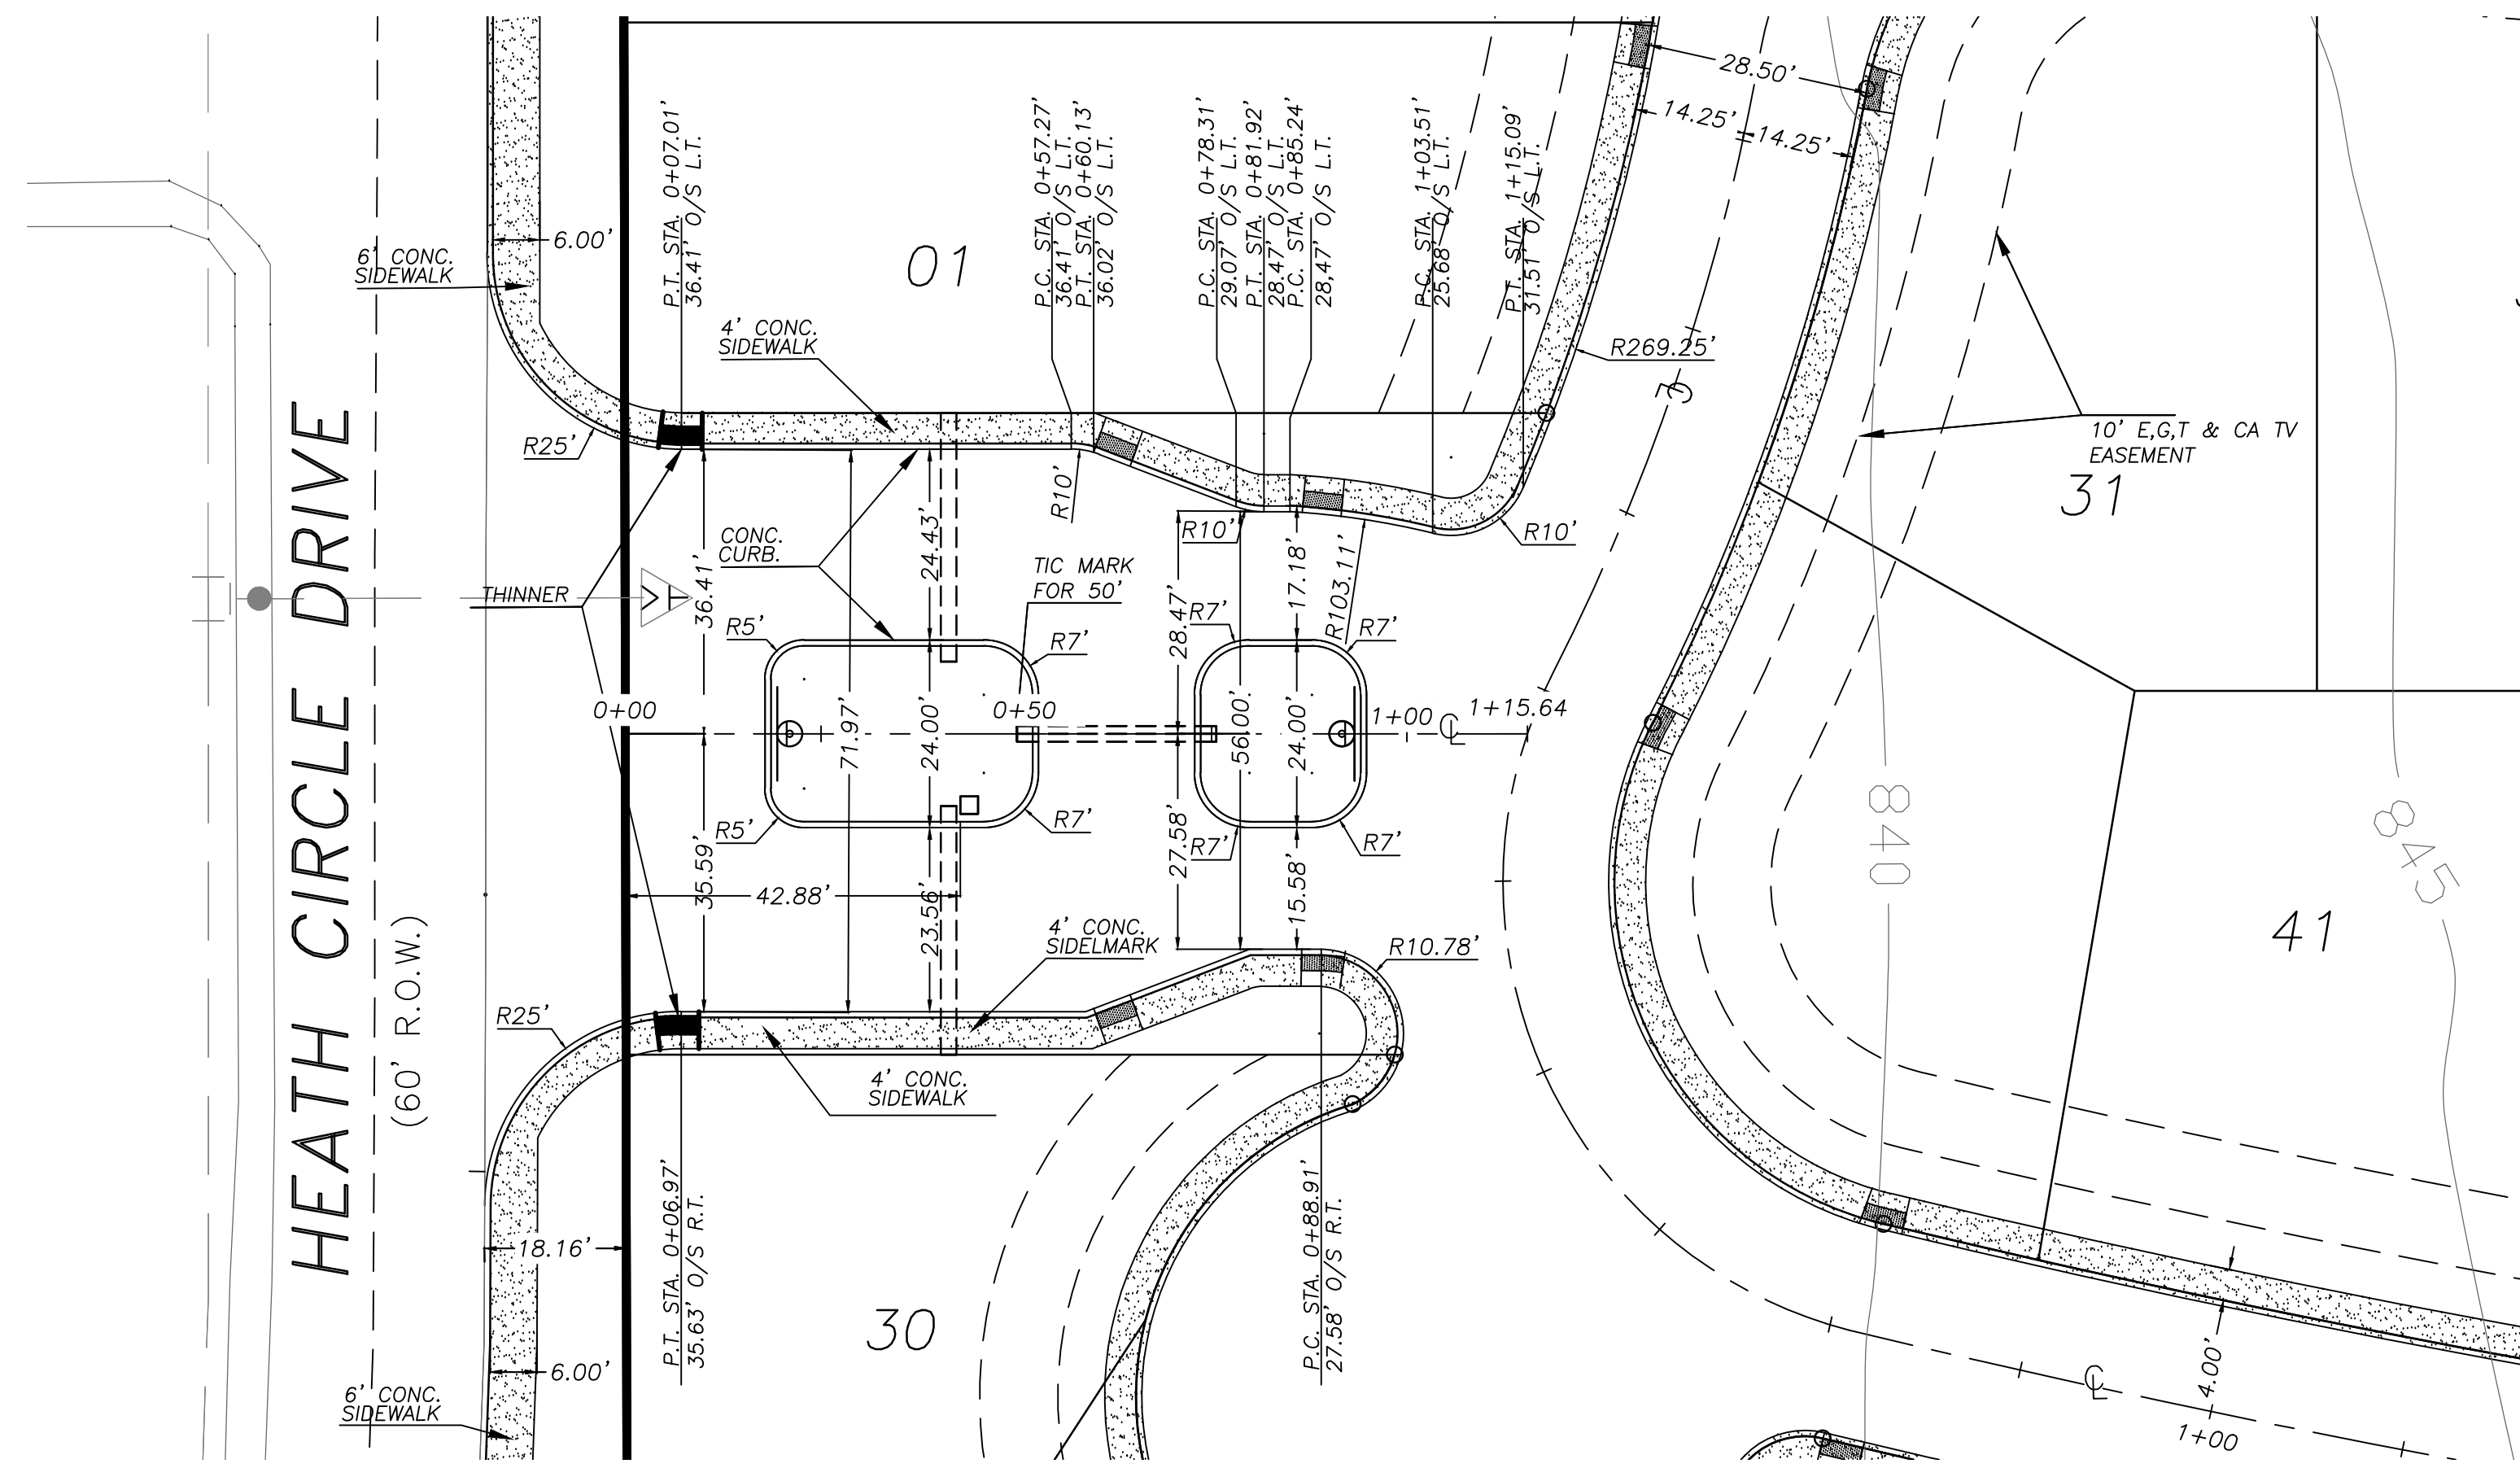 28.50'
14.25'
14.25'
6.00'
6' CONC.
SIDEWALK
P.T. STA. 0+07.01'
36.41' O/S L.T.
01
P.C. STA. 0+57.27'
36.41' O/S L.T.
P.T. STA. 0+60.13'
36.02' O/S L.T.
P.C. STA. 0+78.31'
29.07' O/S L.T.
P.T. STA. 0+81.92'
28.47' O/S L.T.
P.C. STA. 0+85.24'
28,47' O/S L.T.
P.C. STA. 1+03.51'
25.68' O/S L.T.
P.T. STA. 1+15.09'
31.51' O/S L.T.
4' CONC.
SIDEWALK
R269.25'
R25'
R10'
R10'
R10'
10' E,G,T & CA TV
EASEMENT
31
CONC.
CURB.
24.43'
TIC MARK
FOR 50'
17.18'
R103.11'
28.47'
THINNER
36.41'
R5'
R7'
R7'
R7'
0+00
0+50
1+00
1+15.64
71.97'
24.00'
56.00'
24.00'
R5'
R7'
R7'
R7'
27.58'
35.59'
42.88'
23.56'
15.58'
4' CONC.
SIDELMARK
R10.78'
840
845
41
HEATH CIRCLE DRIVE
(60' R.O.W.)
R25'
4' CONC.
SIDEWALK
18.16'
P.T. STA. 0+06.97'
35.63' O/S R.T.
P.C. STA. 0+88.91'
27.58' O/S R.T.
30
6.00'
6' CONC.
SIDEWALK
4.00'
1+00